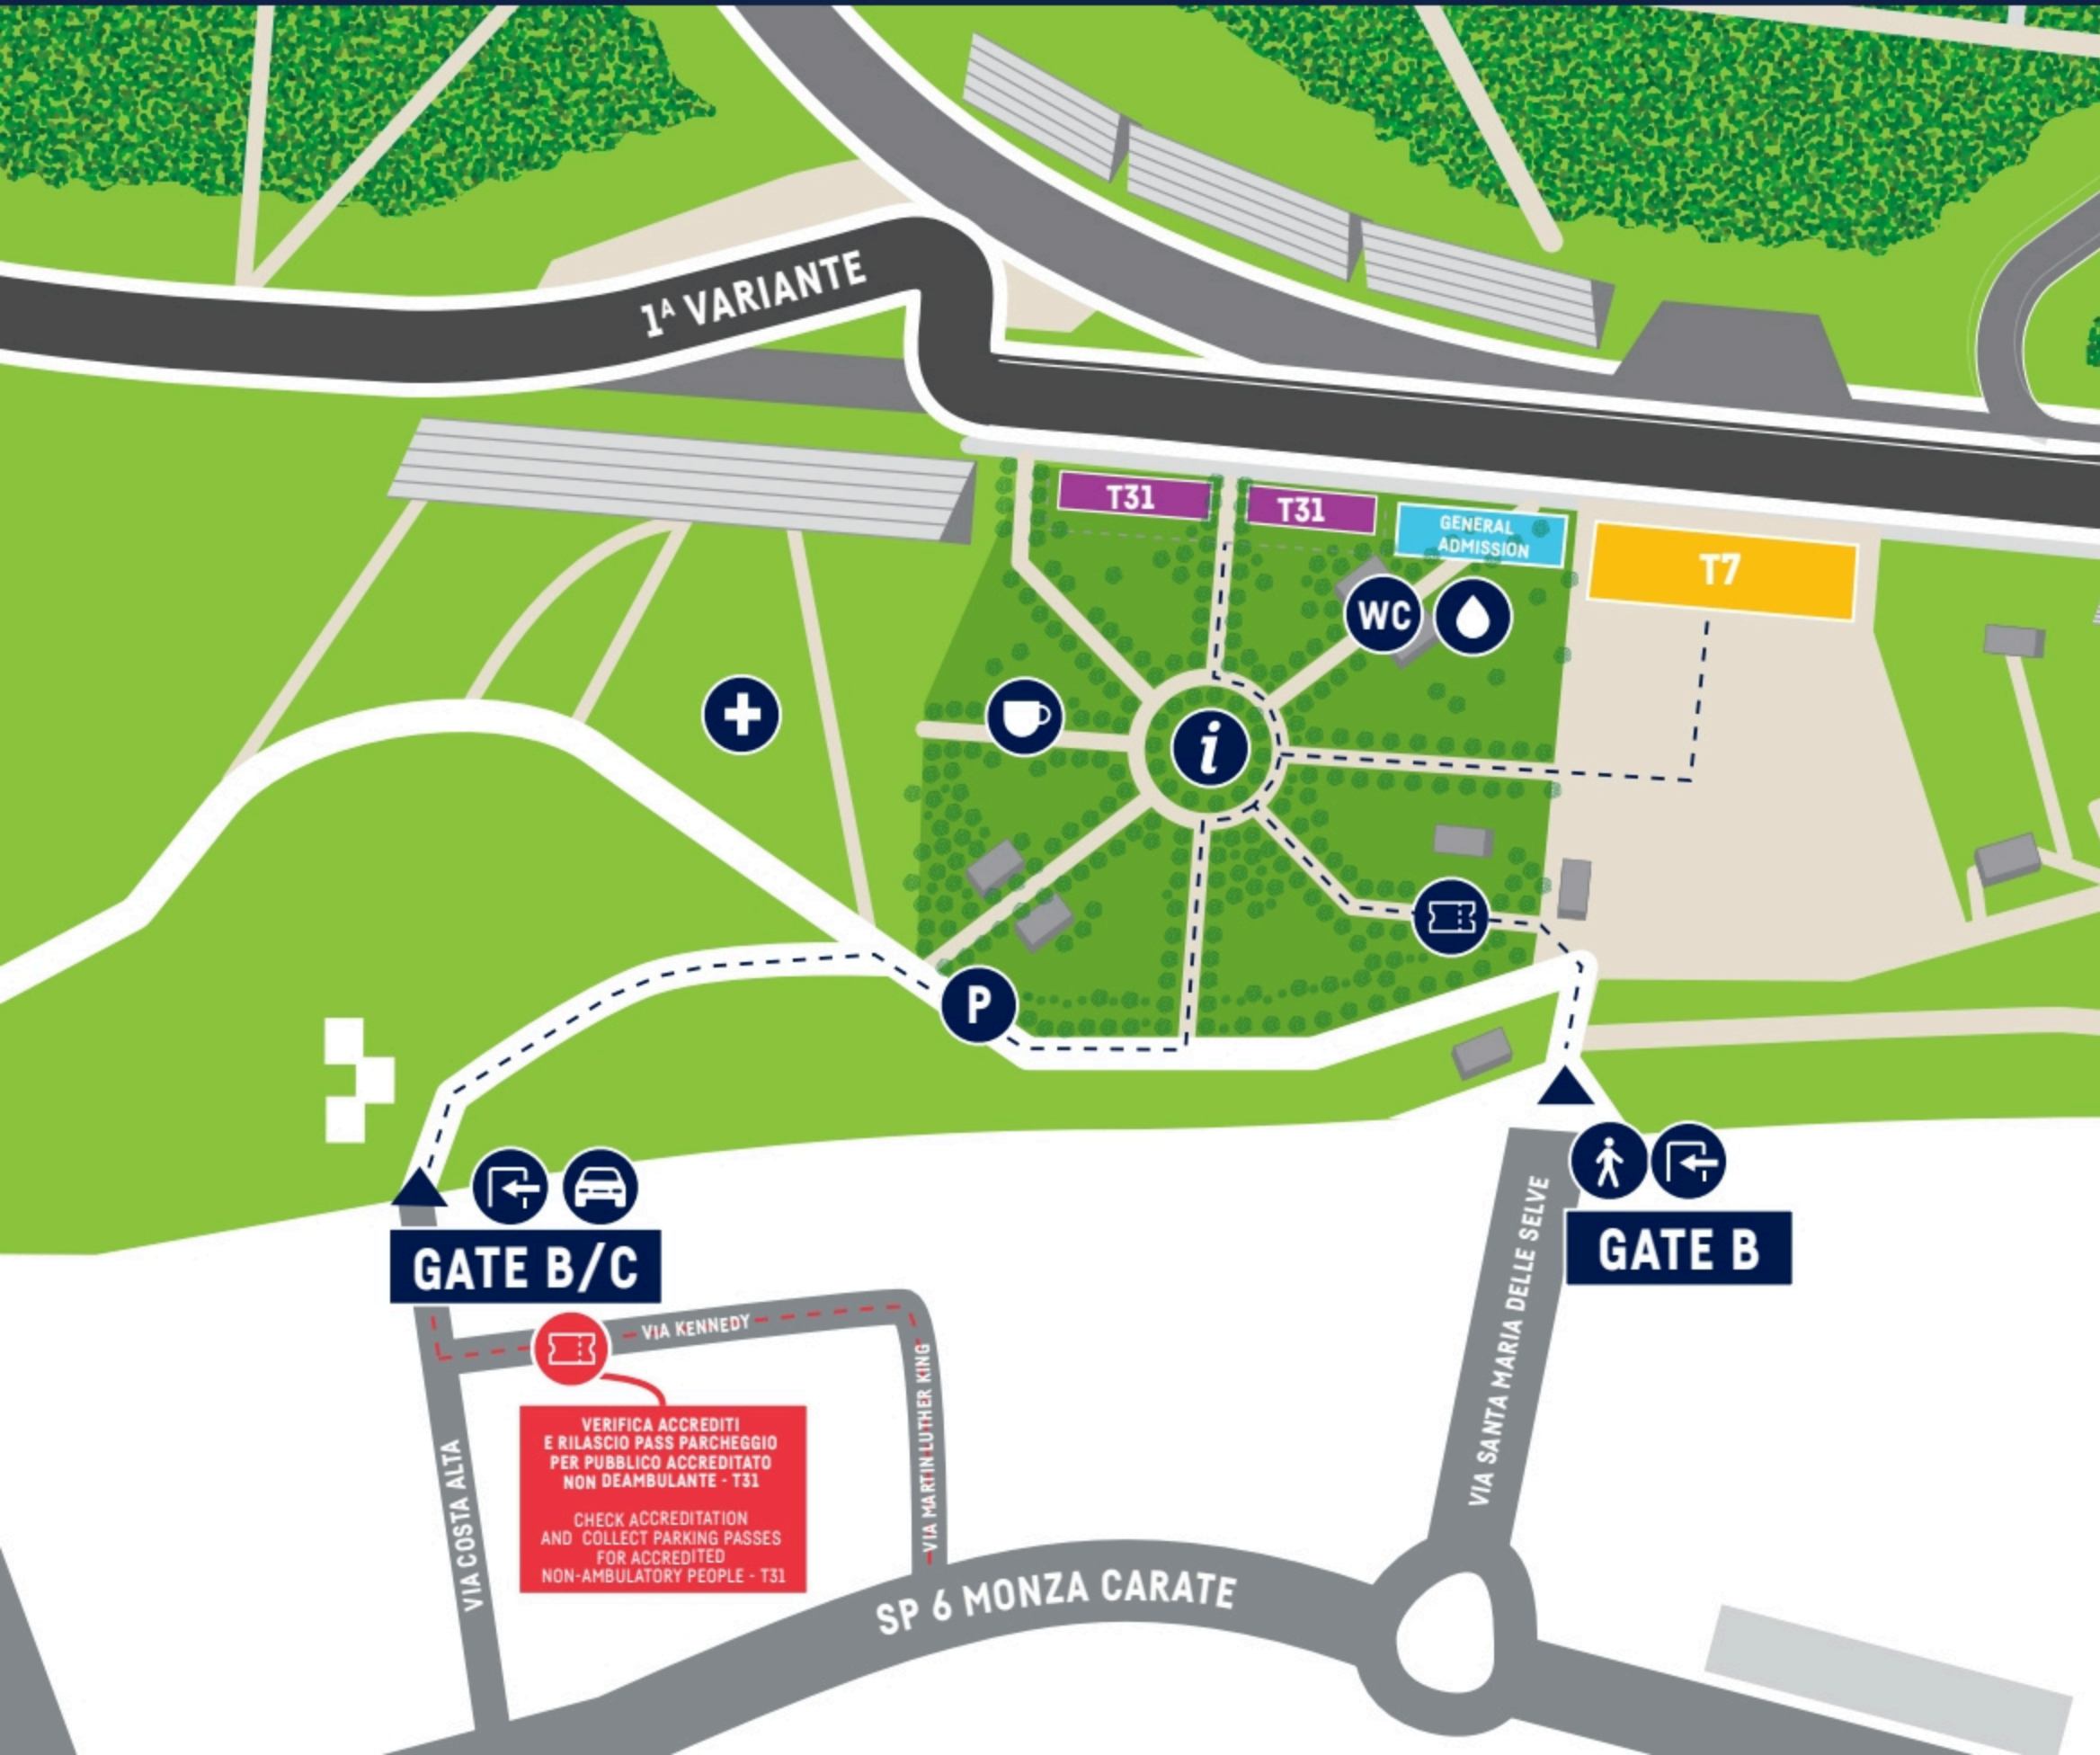 1ᴬ VARIANTE
T31
T31
GENERAL
ADMISSION
T7
WC
i
P
GATE B/C
GATE B
VIA KENNEDY
VIA MARTIN LUTHER KING
VIA SANTA MARIA DELLE SELVE
VIA COSTA ALTA
VERIFICA ACCREDITI
E RILASCIO PASS PARCHEGGIO
PER PUBBLICO ACCREDITATO
NON DEAMBULANTE - T31
CHECK ACCREDITATION
AND COLLECT PARKING PASSES
FOR ACCREDITED
NON-AMBULATORY PEOPLE - T31
SP 6 MONZA CARATE